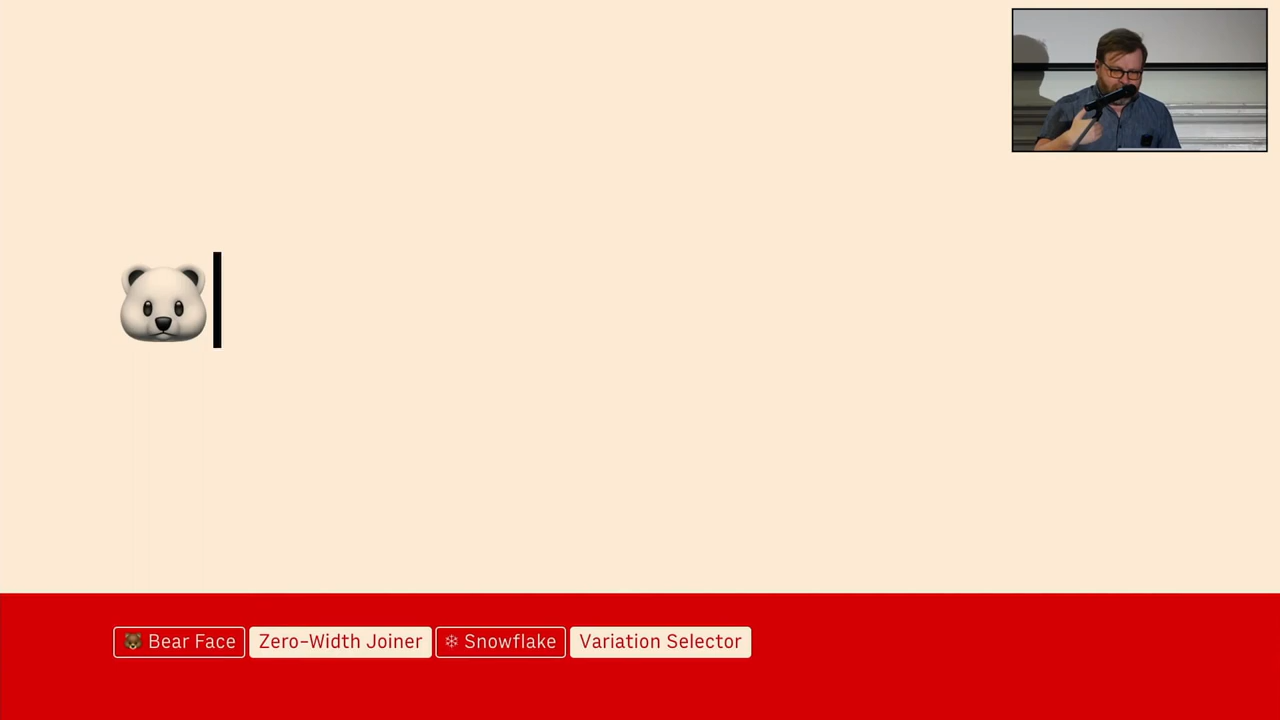 🐻 Bear Face Zero-Width Joiner ❄ Snowflake Variation Selector